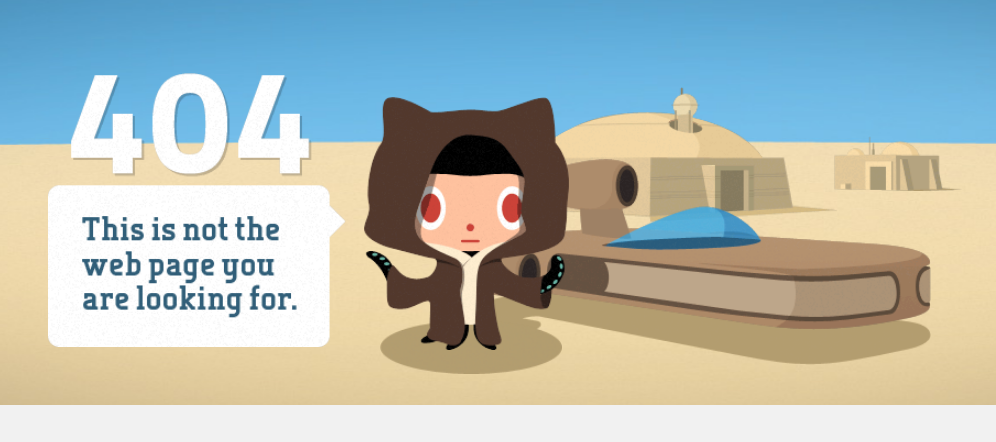 404
This is not the
web page you
are looking for.